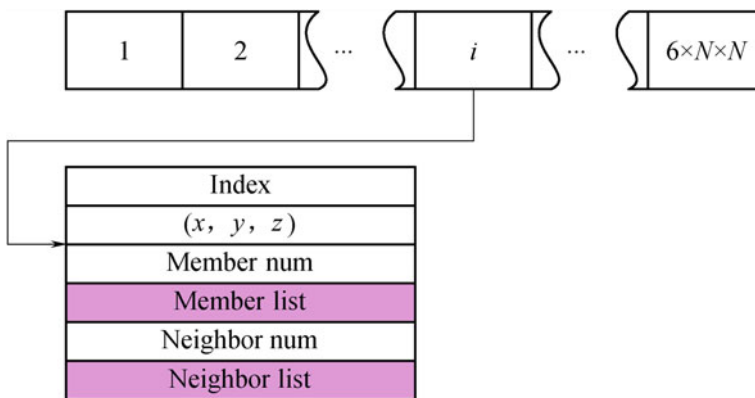 1 2 ... i ... 6×N×N
Index
(x, y, z)
Member num
Member list
Neighbor num
Neighbor list